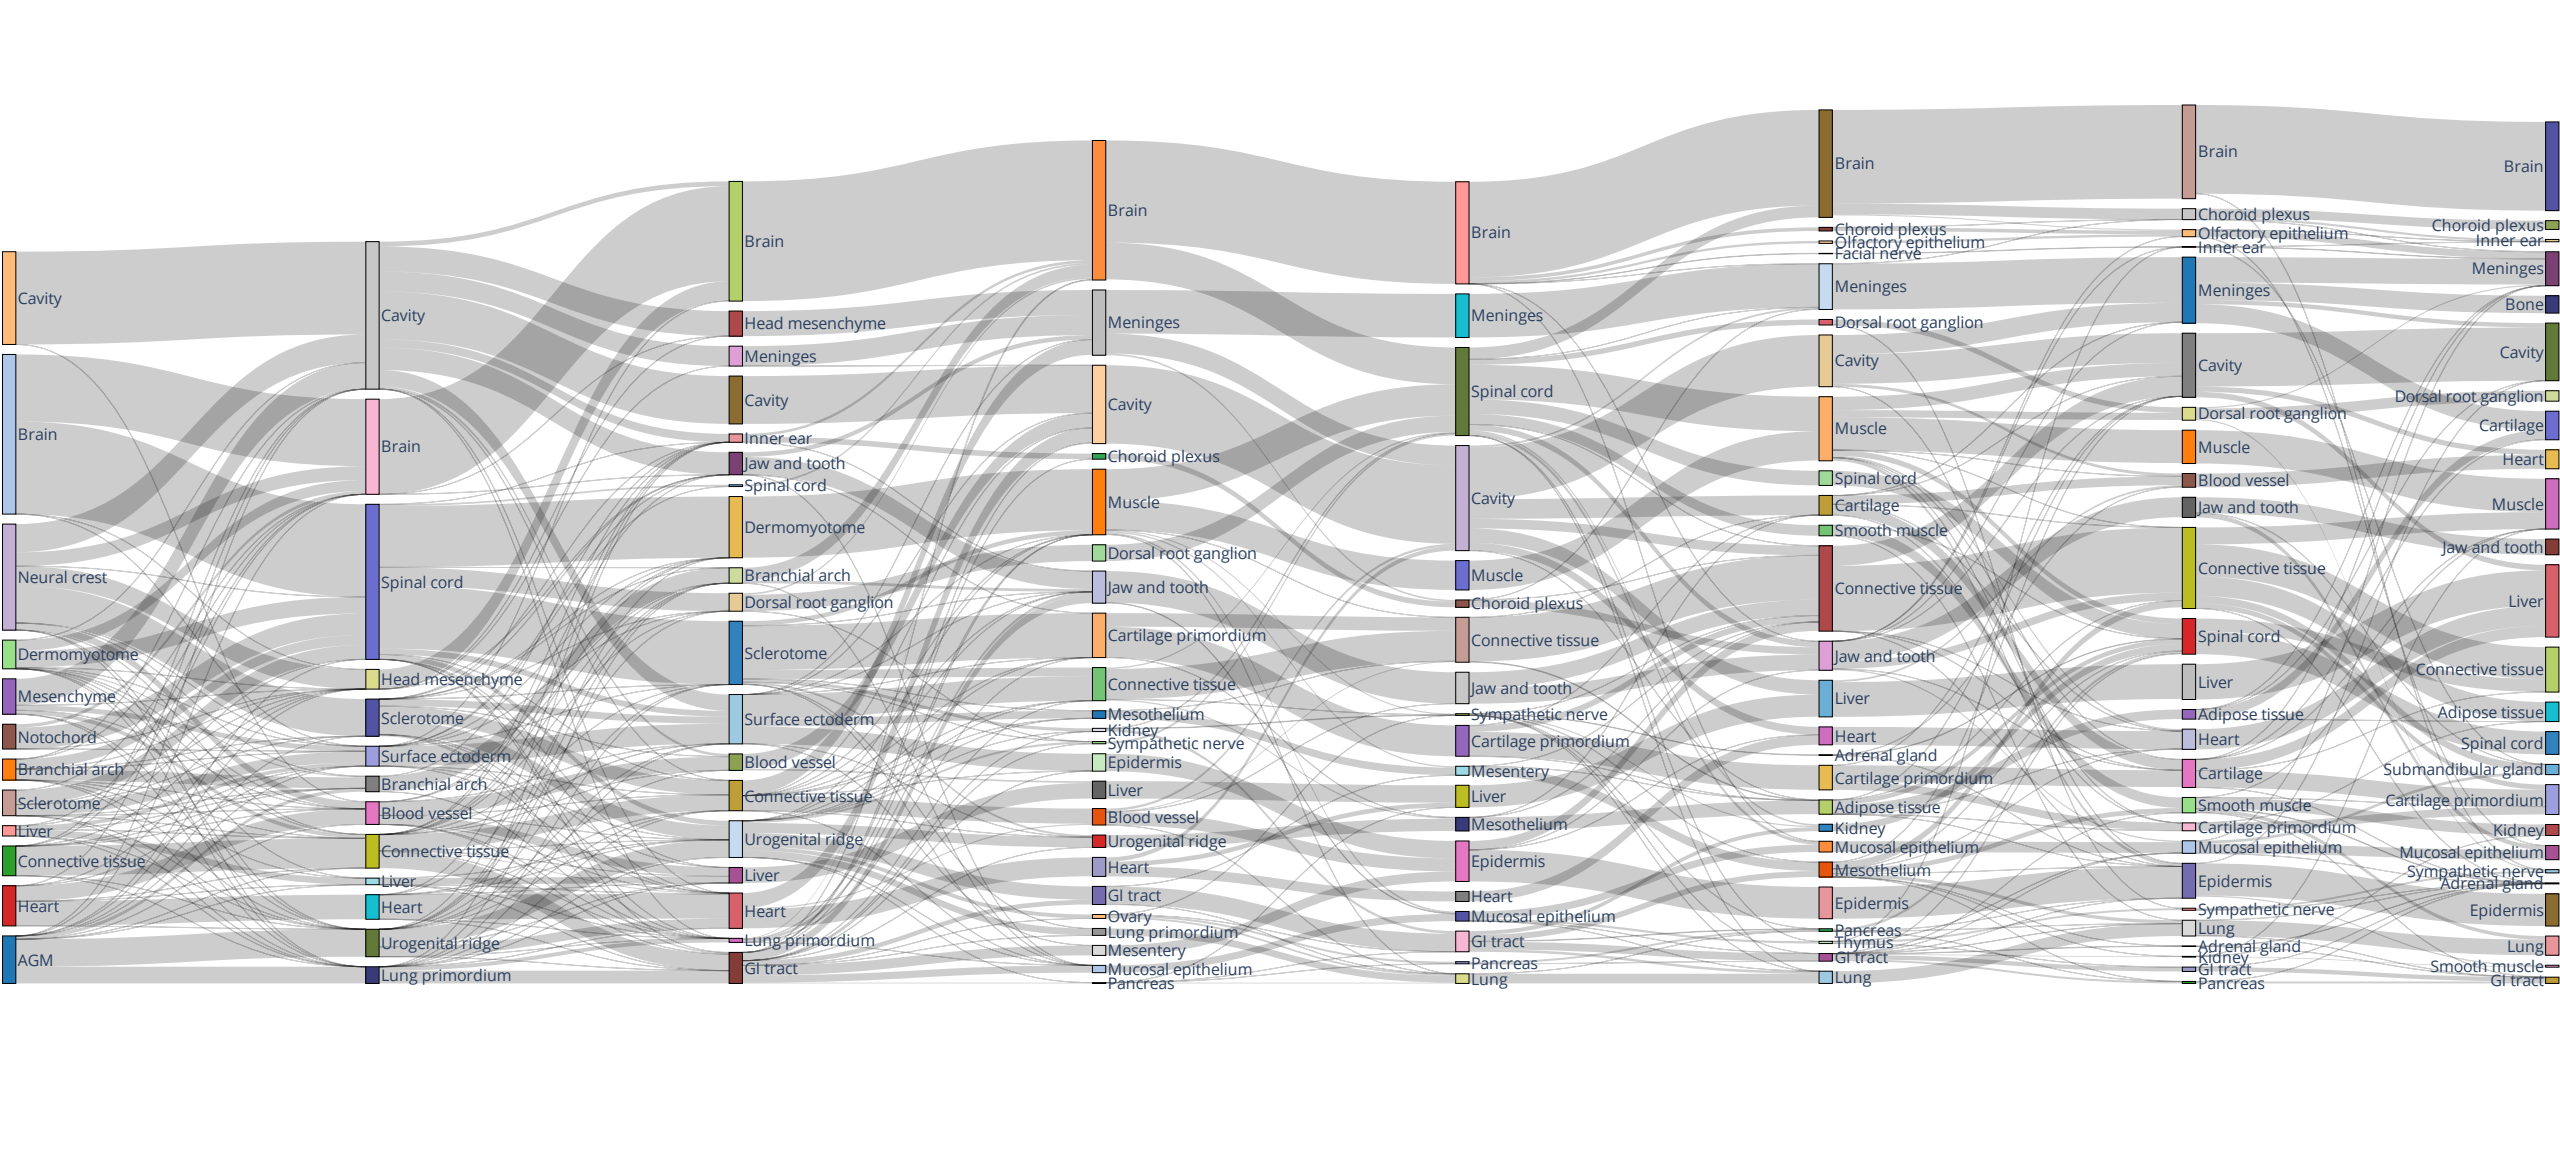 Cavity
Brain
Neural crest
Dermomyotome
Mesenchyme
Notochord
Branchial arch
Sclerotome
Liver
Connective tissue
Heart
AGM
Cavity
Brain
Spinal cord
Head mesenchyme
Sclerotome
Surface ectoderm
Branchial arch
Blood vessel
Connective tissue
Liver
Heart
Urogenital ridge
Lung primordium
Brain
Head mesenchyme
Meninges
Cavity
Inner ear
Jaw and tooth
Spinal cord
Dermomyotome
Branchial arch
Dorsal root ganglion
Sclerotome
Surface ectoderm
Blood vessel
Connective tissue
Urogenital ridge
Liver
Heart
Lung primordium
GI tract
Brain
Meninges
Cavity
Choroid plexus
Muscle
Dorsal root ganglion
Jaw and tooth
Cartilage primordium
Connective tissue
Mesothelium
Kidney
Sympathetic nerve
Epidermis
Liver
Blood vessel
Urogenital ridge
Heart
GI tract
Ovary
Lung primordium
Mesentery
Mucosal epithelium
Pancreas
Brain
Meninges
Spinal cord
Cavity
Muscle
Choroid plexus
Connective tissue
Jaw and tooth
Sympathetic nerve
Cartilage primordium
Mesentery
Liver
Mesothelium
Epidermis
Heart
Mucosal epithelium
GI tract
Pancreas
Lung
Brain
Choroid plexus
Olfactory epithelium
Facial nerve
Meninges
Dorsal root ganglion
Cavity
Muscle
Spinal cord
Cartilage
Smooth muscle
Connective tissue
Jaw and tooth
Liver
Heart
Adrenal gland
Cartilage primordium
Adipose tissue
Kidney
Mucosal epithelium
Mesothelium
Epidermis
Pancreas
Thymus
GI tract
Lung
Brain
Choroid plexus
Olfactory epithelium
Inner ear
Meninges
Cavity
Dorsal root ganglion
Muscle
Blood vessel
Jaw and tooth
Connective tissue
Spinal cord
Liver
Adipose tissue
Heart
Cartilage
Smooth muscle
Cartilage primordium
Mucosal epithelium
Epidermis
Sympathetic nerve
Lung
Adrenal gland
Kidney
GI tract
Pancreas
Brain
Choroid plexus
Inner ear
Meninges
Bone
Cavity
Dorsal root ganglion
Cartilage
Heart
Muscle
Jaw and tooth
Liver
Connective tissue
Adipose tissue
Spinal cord
Submandibular gland
Cartilage primordium
Kidney
Mucosal epithelium
Sympathetic nerve
Adrenal gland
Epidermis
Lung
Smooth muscle
GI tract